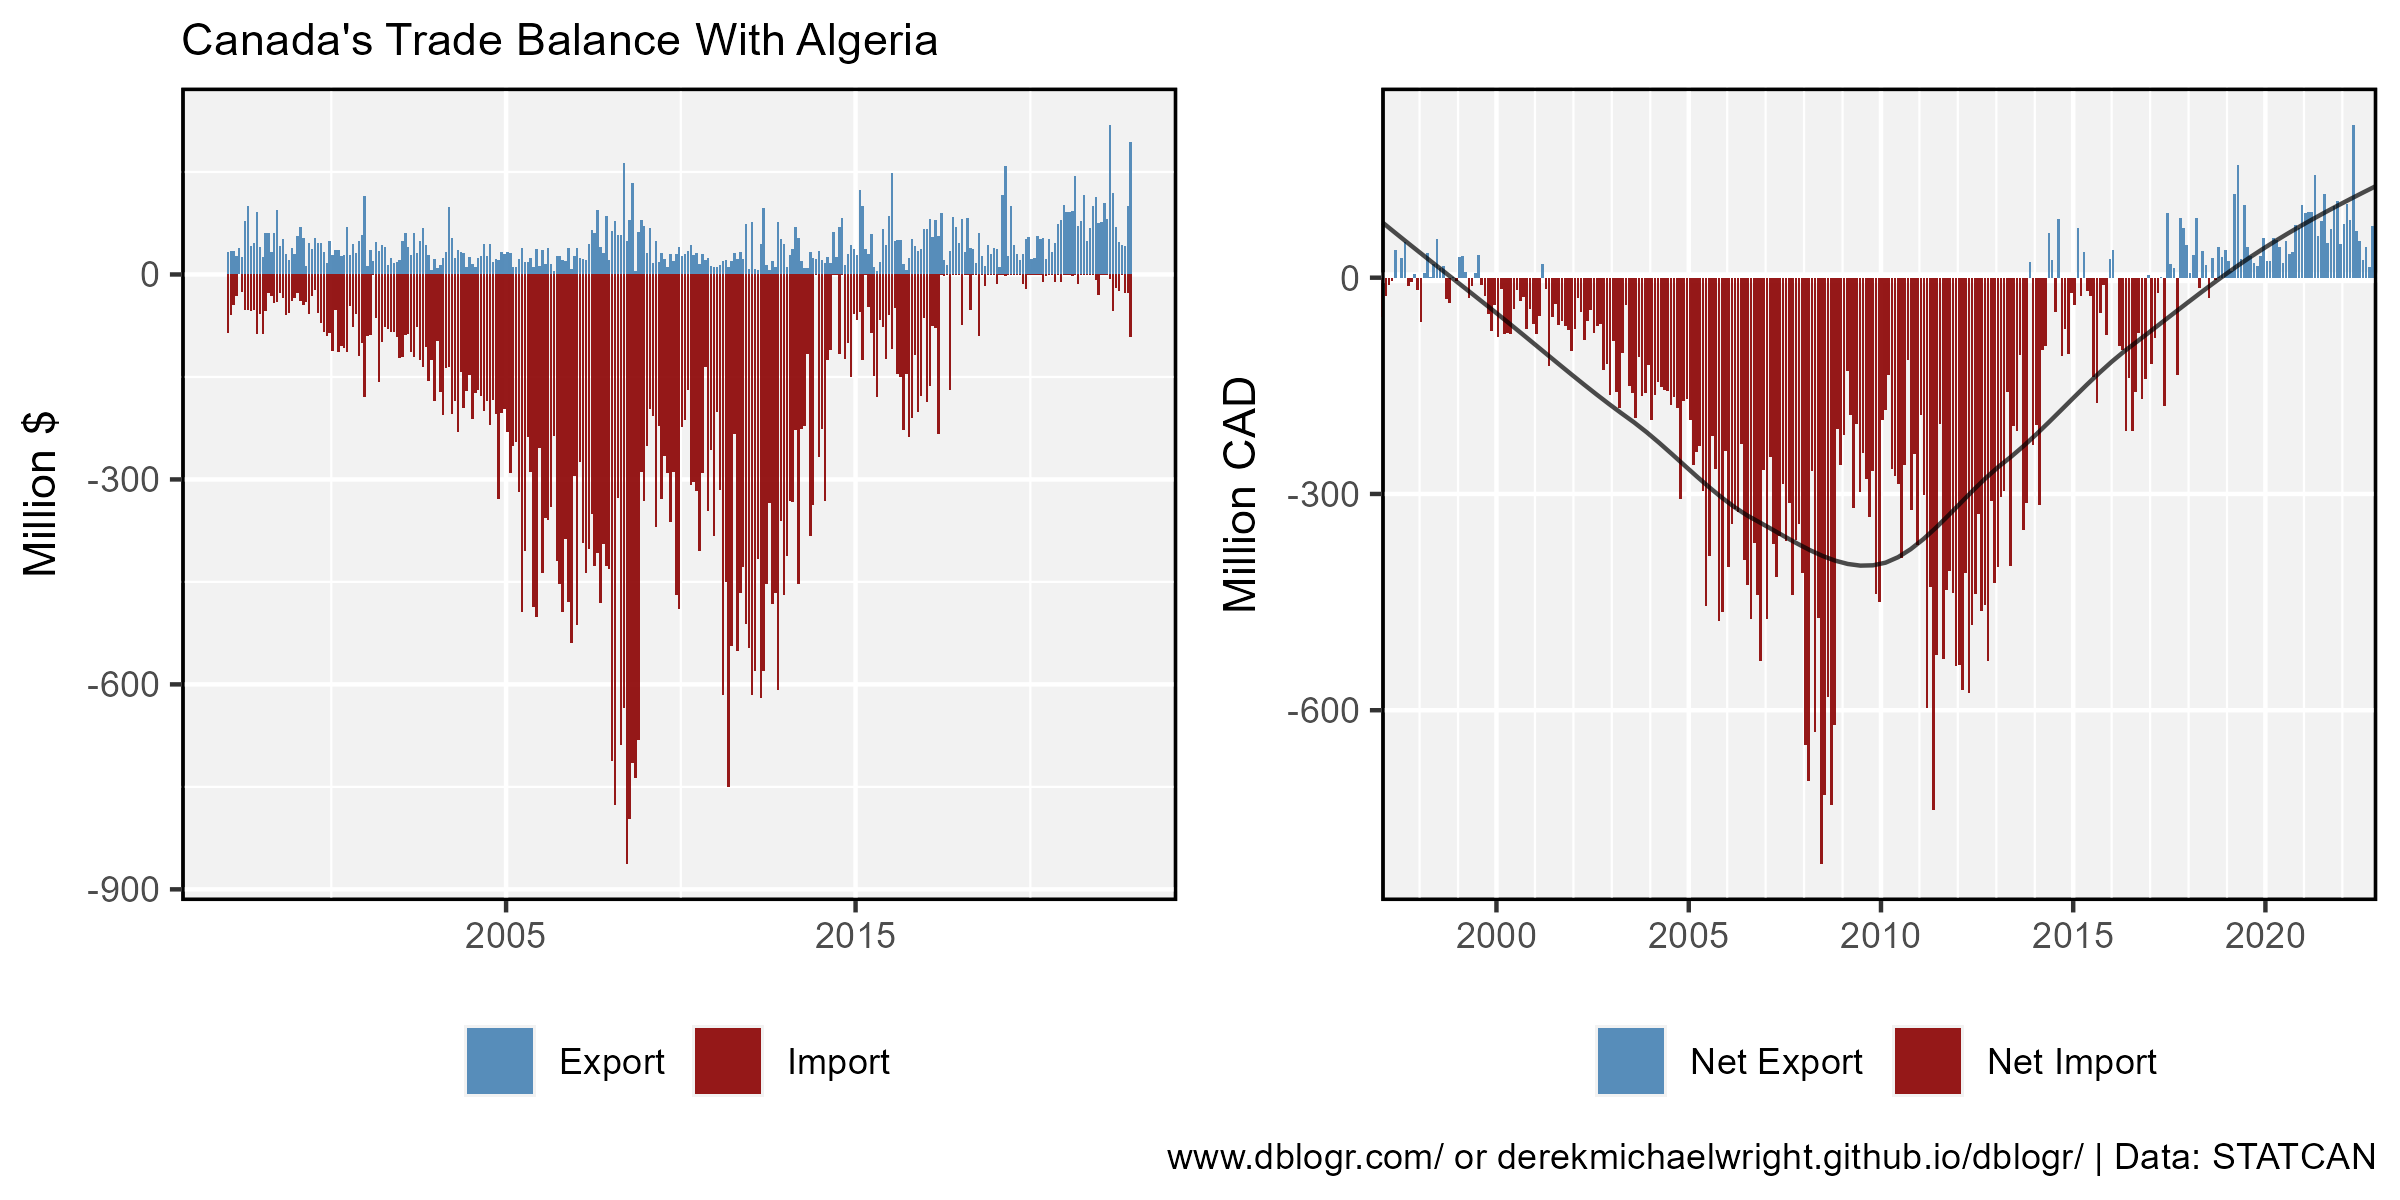 Canada's Trade Balance With Algeria
Million $
0
-300
-600
-900
2005 2015
Export Import
Million CAD
0
-300
-600
2000 2005 2010 2015 2020
Net Export Net Import
www.dblogr.com/ or derekmichaelwright.github.io/dblogr/ | Data: STATCAN